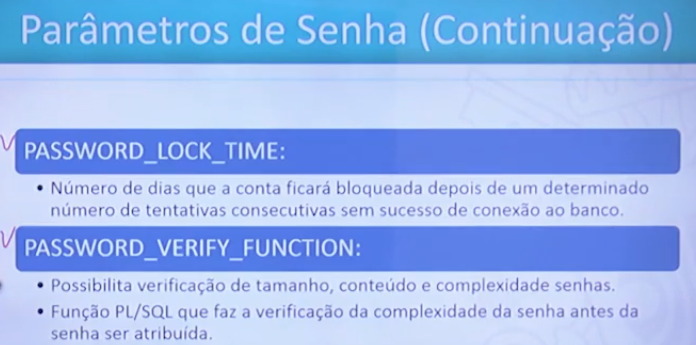 Parâmetros de Senha (Continuação)
PASSWORD_LOCK_TIME:
• Número de dias que a conta ficará bloqueada depois de um determinado
número de tentativas consecutivas sem sucesso de conexão ao banco.
PASSWORD_VERIFY_FUNCTION:
• Possibilita verificação de tamanho, conteúdo e complexidade senhas.
• Função PL/SQL que faz a verificação da complexidade da senha antes da
senha ser atribuída.